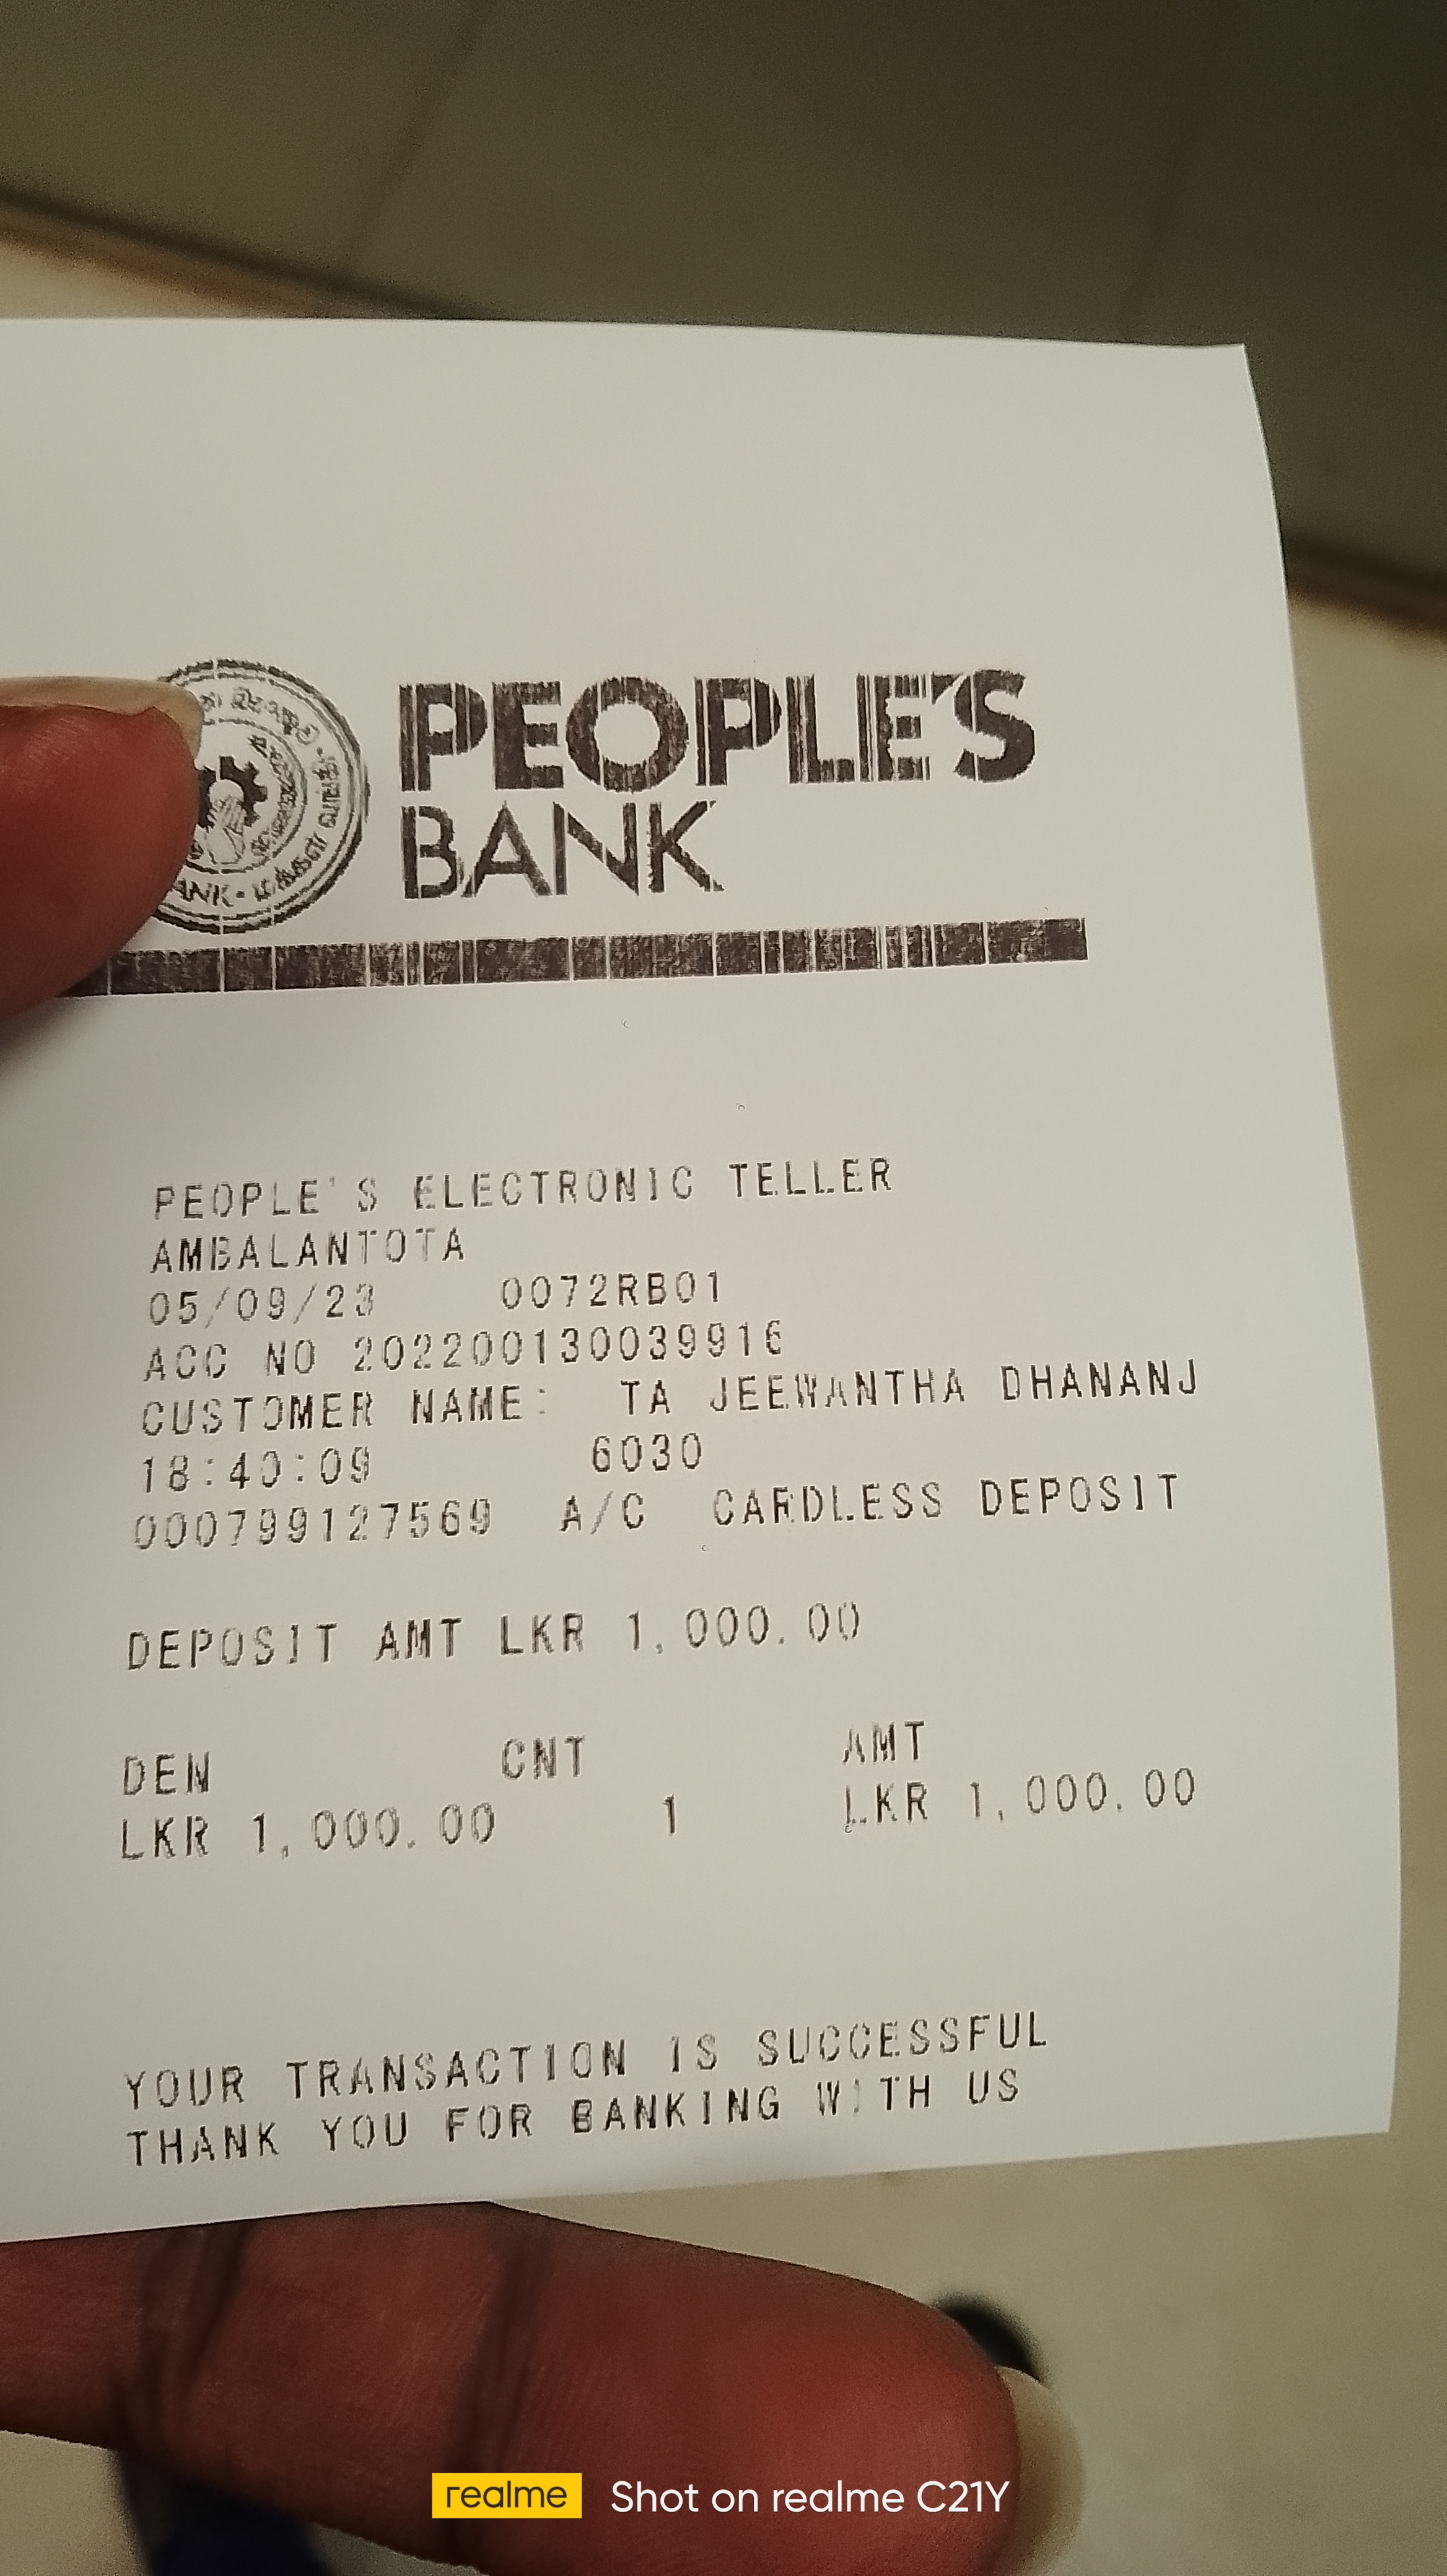 PEOPLE'S
BANK
PEOPLE'S ELECTRONIC TELLER
AMBALANTOTA
05/09/23 0072RB01
ACC NO 202200130039916
CUSTOMER NAME: TA JEEWANTHA DHANANJ
18:40:09 6030
000799127569 A/C CARDLESS DEPOSIT
DEPOSIT AMT LKR 1,000.00
DEN CNT AMT
LKR 1,000.00 1 LKR 1,000.00
YOUR TRANSACTION IS SUCCESSFUL
THANK YOU FOR BANKING WITH US
realme Shot on realme C21Y